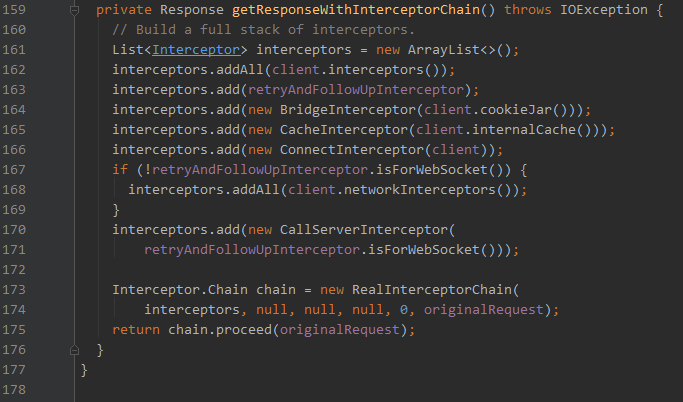 159 private Response getResponseWithInterceptorChain() throws IOException {
160 // Build a full stack of interceptors.
161 List<Interceptor> interceptors = new ArrayList<>();
162 interceptors.addAll(client.interceptors());
163 interceptors.add(retryAndFollowUpInterceptor);
164 interceptors.add(new BridgeInterceptor(client.cookieJar()));
165 interceptors.add(new CacheInterceptor(client.internalCache()));
166 interceptors.add(new ConnectInterceptor(client));
167 if (!retryAndFollowUpInterceptor.isForWebSocket()) {
168 interceptors.addAll(client.networkInterceptors());
169 }
170 interceptors.add(new CallServerInterceptor(
171 retryAndFollowUpInterceptor.isForWebSocket()));
172
173 Interceptor.Chain chain = new RealInterceptorChain(
174 interceptors, null, null, null, 0, originalRequest);
175 return chain.proceed(originalRequest);
176 }
177 }
178